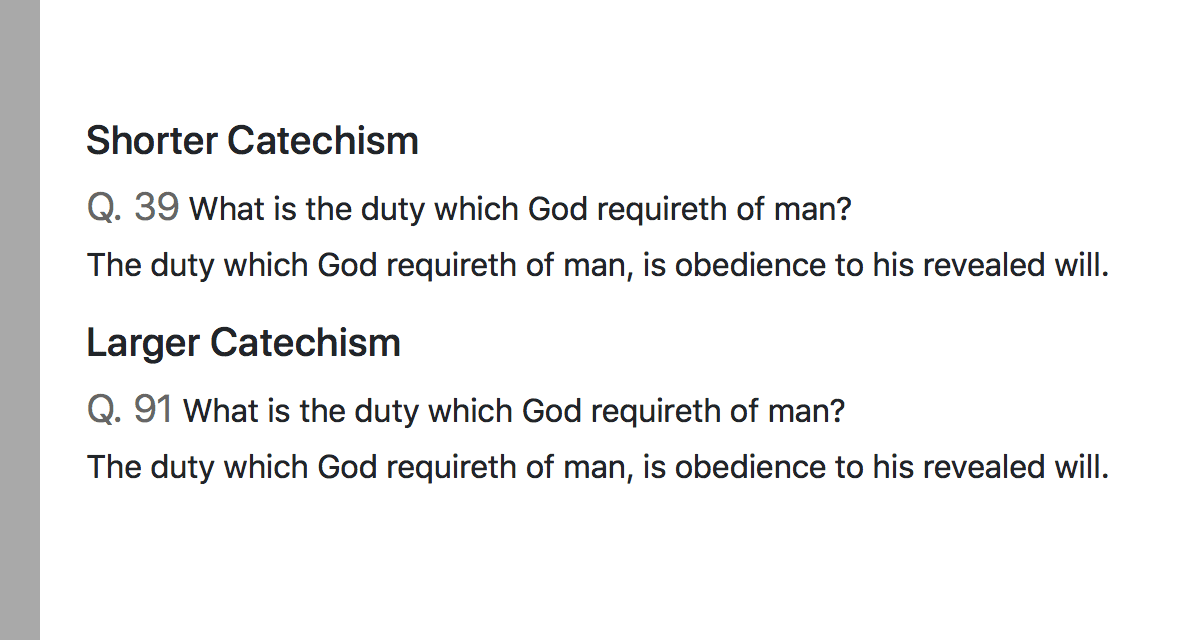 Shorter Catechism
Q. 39 What is the duty which God requireth of man?
The duty which God requireth of man, is obedience to his revealed will.
Larger Catechism
Q. 91 What is the duty which God requireth of man?
The duty which God requireth of man, is obedience to his revealed will.